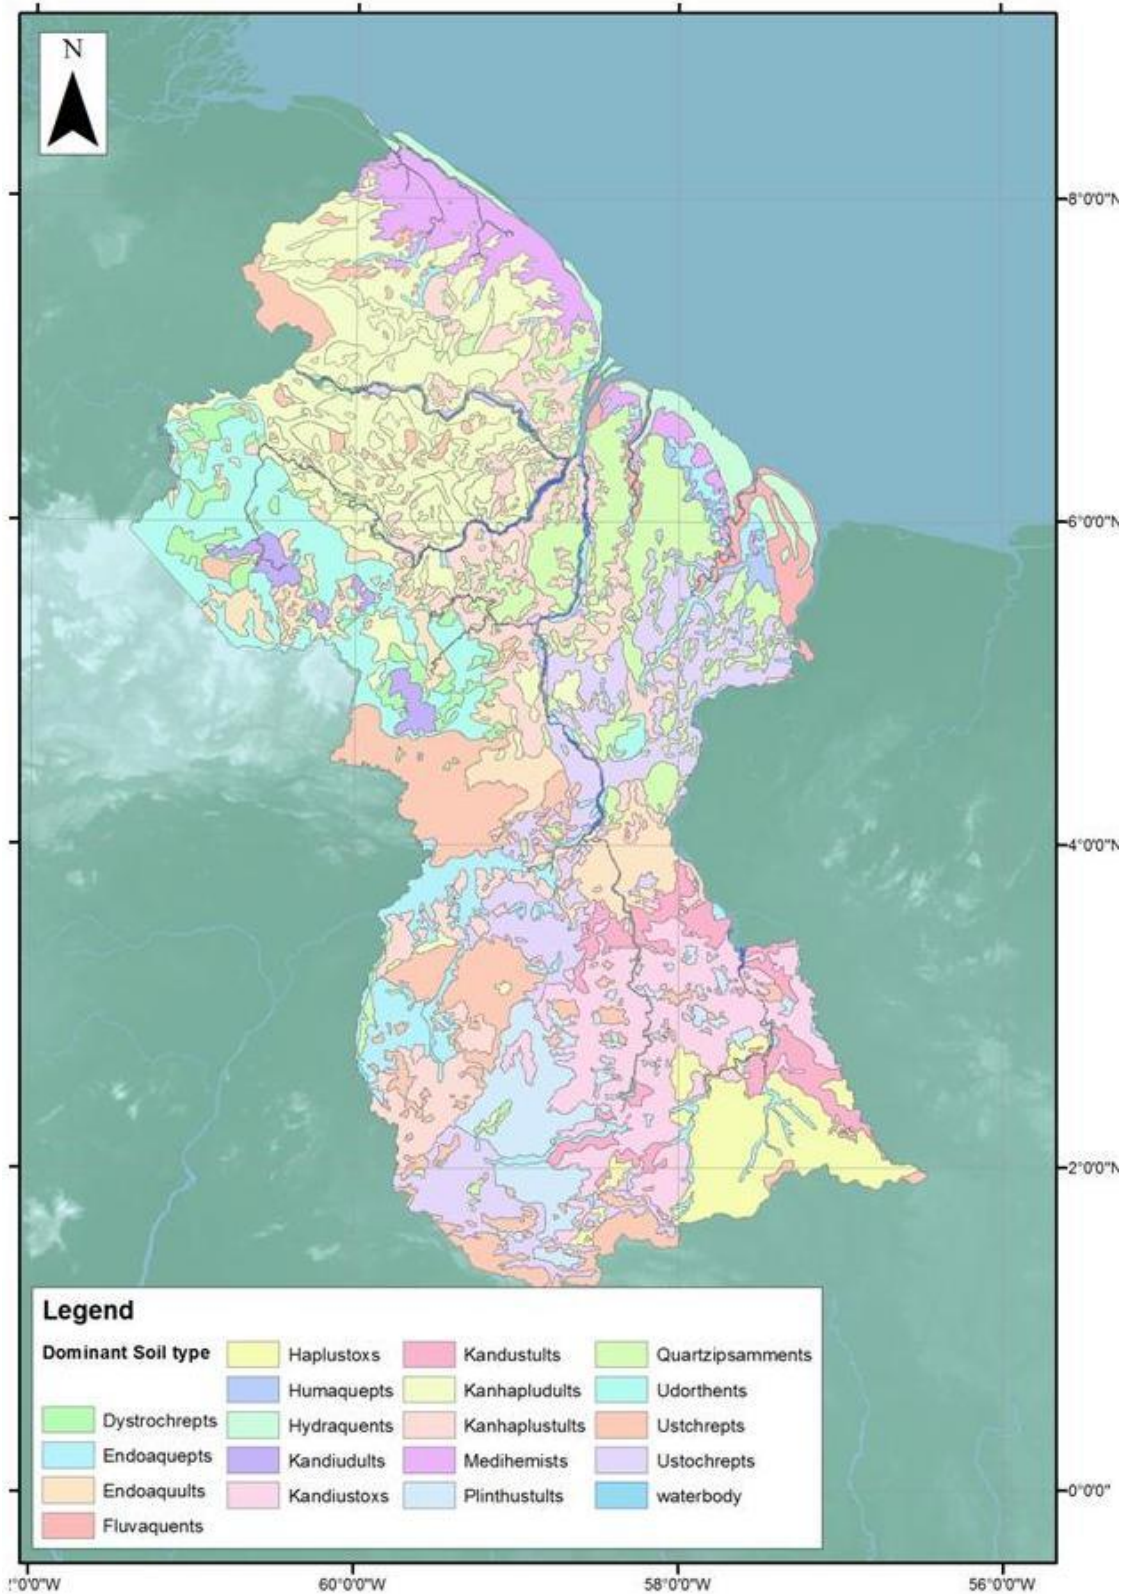 N
8°0'0"N
6°0'0"N
4°0'0"N
2°0'0"N
0°0'0"
Legend
Dominant Soil type
Dystrochrepts
Endoaquepts
Endoaquults
Fluvaquents
Haplustoxs
Humaquepts
Hydraquents
Kandiudults
Kandiustoxs
Kandustults
Kanhapludults
Kanhaplustults
Medihemists
Plinthustults
Quartzipsamments
Udorthents
Ustchrepts
Ustochrepts
waterbody
°0'0"W 60°0'0"W 58°0'0"W 56°0'0"W